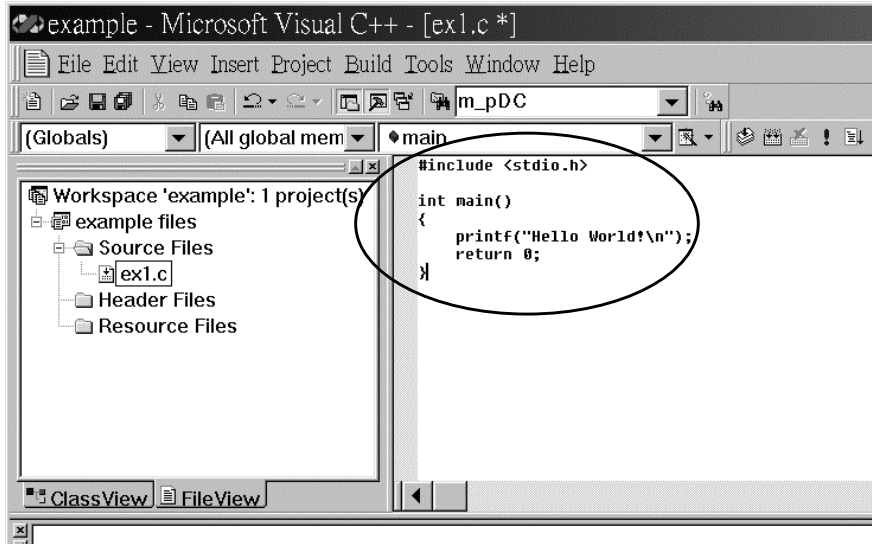 example - Microsoft Visual C++ - [ex1.c *]
File Edit View Insert Project Build Tools Window Help
m_pDC
(Globals) (All global mem main
Workspace 'example': 1 project(s)
example files
Source Files
ex1.c
Header Files
Resource Files
ClassView FileView
#include <stdio.h>
int main()
{
printf("Hello World!\n");
return 0;
}